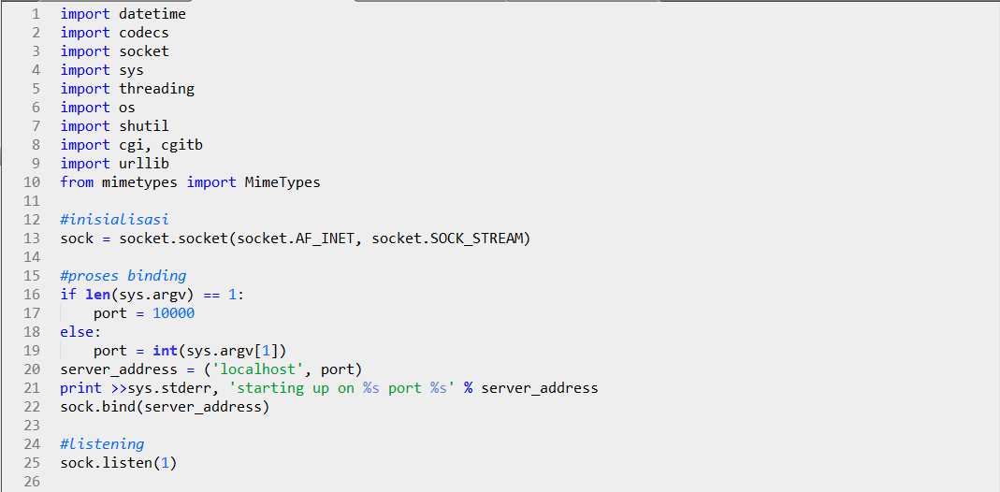 1 import datetime
2 import codecs
3 import socket
4 import sys
5 import threading
6 import os
7 import shutil
8 import cgi, cgitb
9 import urllib
10 from mimetypes import MimeTypes
11
12 #inisialisasi
13 sock = socket.socket(socket.AF_INET, socket.SOCK_STREAM)
14
15 #proses binding
16 if len(sys.argv) == 1:
17     port = 10000
18 else:
19     port = int(sys.argv[1])
20 server_address = ('localhost', port)
21 print >>sys.stderr, 'starting up on %s port %s' % server_address
22 sock.bind(server_address)
23
24 #listening
25 sock.listen(1)
26